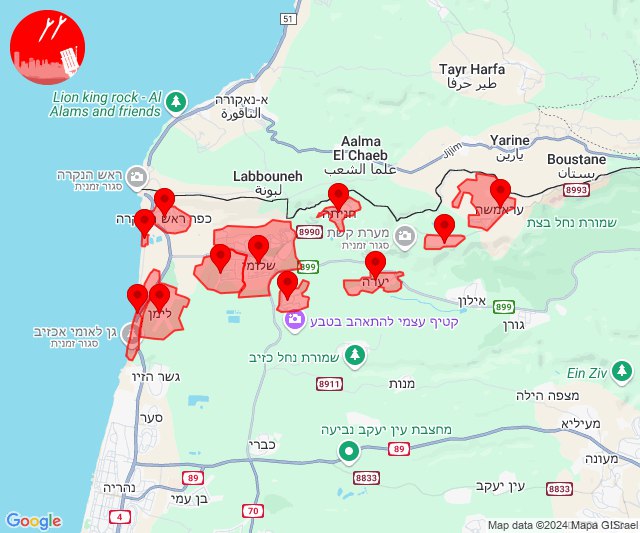 51
Tayr Harfa
طير حرفا
Lion king rock - Al
Alams and friends
א-נאקורה
الناقورة
Aalma
El Chaeb
علما الشعب
Jijim
Yarine
يارين
Boustane
بستان
8993
Labbouneh
لبونة
ראש הנקרה
סגור זמנית
כפר ראש הנקרה
חניתה
8990
מערת קשת
סגור זמנית
עראמשה
שמורת נחל בצת
שלומי
899
יערה
אילון
899
גורן
לימן
גן לאומי אכזיב
סגור זמנית
קטיף עצמי להתאהב בטבע
שמורת נחל כזיב
גשר הזיו
8911
מנות
Ein Ziv
מצפה הילה
סער
כברי
מחצבת עין יעקב נביעה
מעיליא
89
מעונה
89
8833
נהריה
בן עמי
עין יעקב
8833
4
70
Google
Map data ©2024 Mapa GISrael